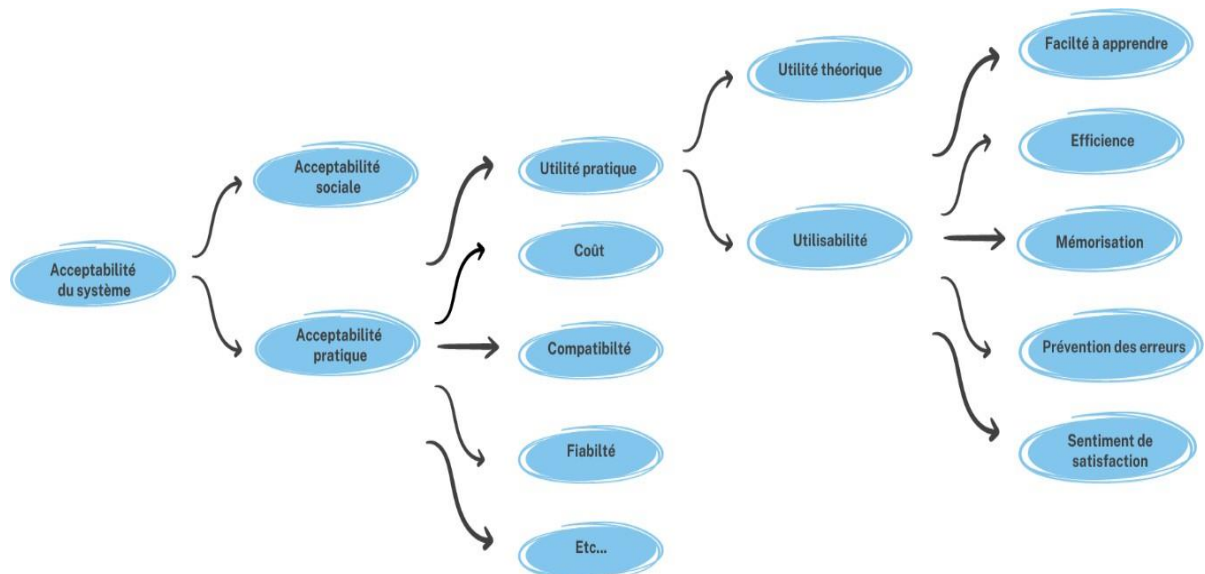 Acceptabilité
du système
Acceptabilité
sociale
Acceptabilité
pratique
Utilité pratique
Coût
Compatibilté
Fiabilté
Etc...
Utilité théorique
Utilisabilité
Facilté à apprendre
Efficience
Mémorisation
Prévention des erreurs
Sentiment de
satisfaction